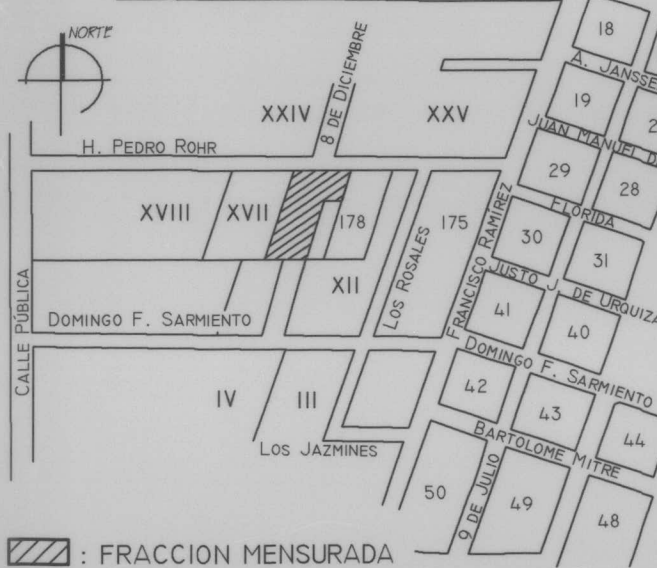 NORTE
18
8 DE DICIEMBRE
A. JANSSE
XXIV
XXV
19
2
JUAN MANUEL D
H. PEDRO ROHR
29
28
XVIII
XVII
178
175
FLORIDA
30
31
LOS ROSALES
FRANCISCO RAMÍREZ
XII
JUSTO J. DE URQUIZA
CALLE PÚBLICA
DOMINGO F. SARMIENTO
41
40
DOMINGO F. SARMIENTO
IV
III
42
43
44
LOS JAZMINES
BARTOLOME MITRE
50
9 DE JULIO
49
48
: FRACCION MENSURADA